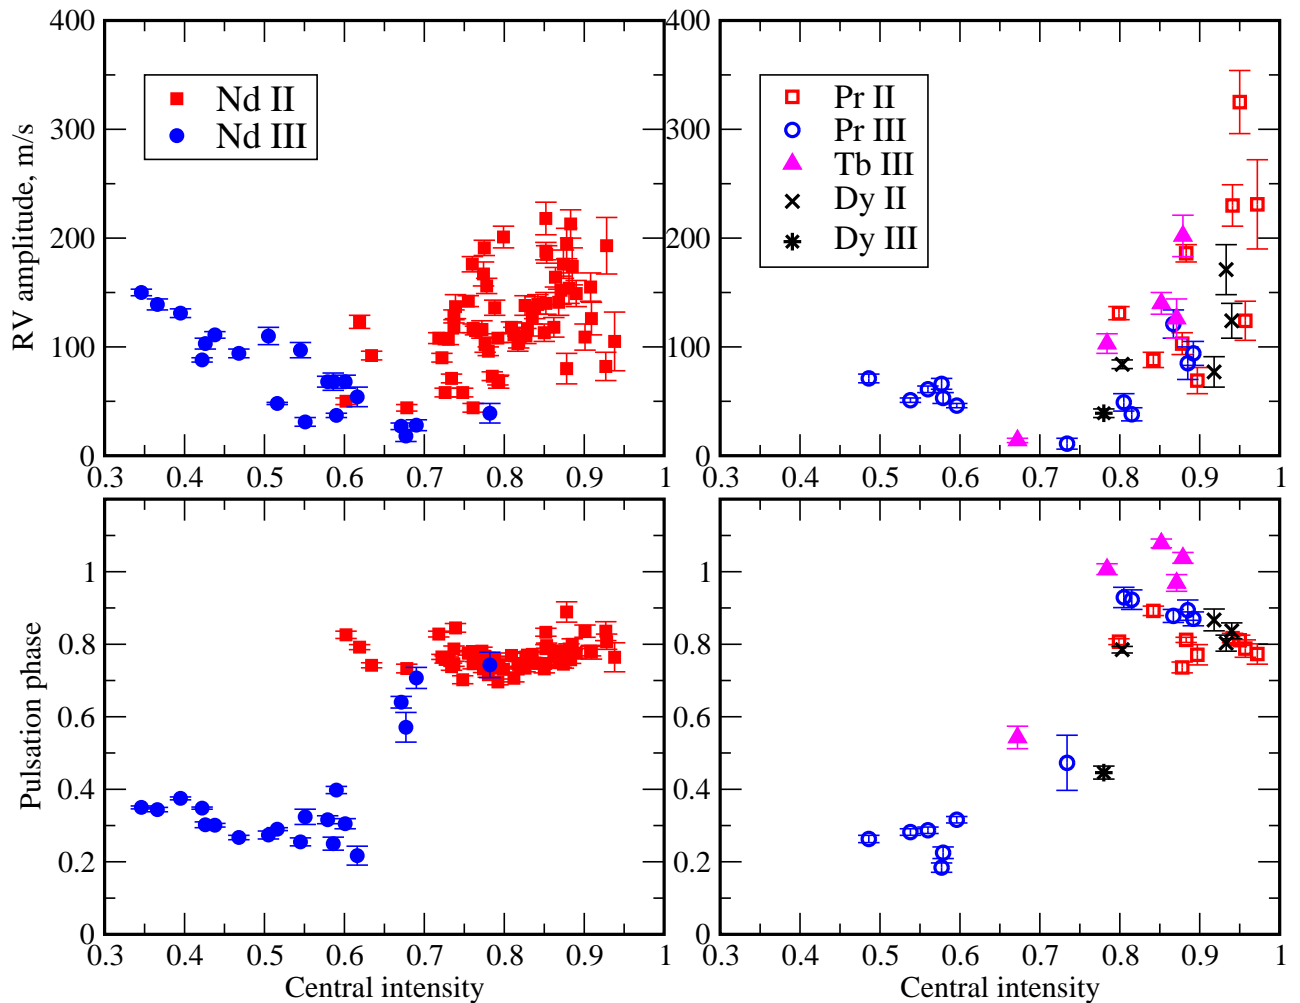 400
300
200
100
0
RV amplitude, m/s
Nd II
Nd III
0.3 0.4 0.5 0.6 0.7 0.8 0.9 1
400
300
200
100
0
Pr II
Pr III
Tb III
Dy II
Dy III
0.3 0.4 0.5 0.6 0.7 0.8 0.9 1
1
0.8
0.6
0.4
0.2
0
Pulsation phase
0.3 0.4 0.5 0.6 0.7 0.8 0.9 1
Central intensity
1
0.8
0.6
0.4
0.2
0
0.3 0.4 0.5 0.6 0.7 0.8 0.9 1
Central intensity